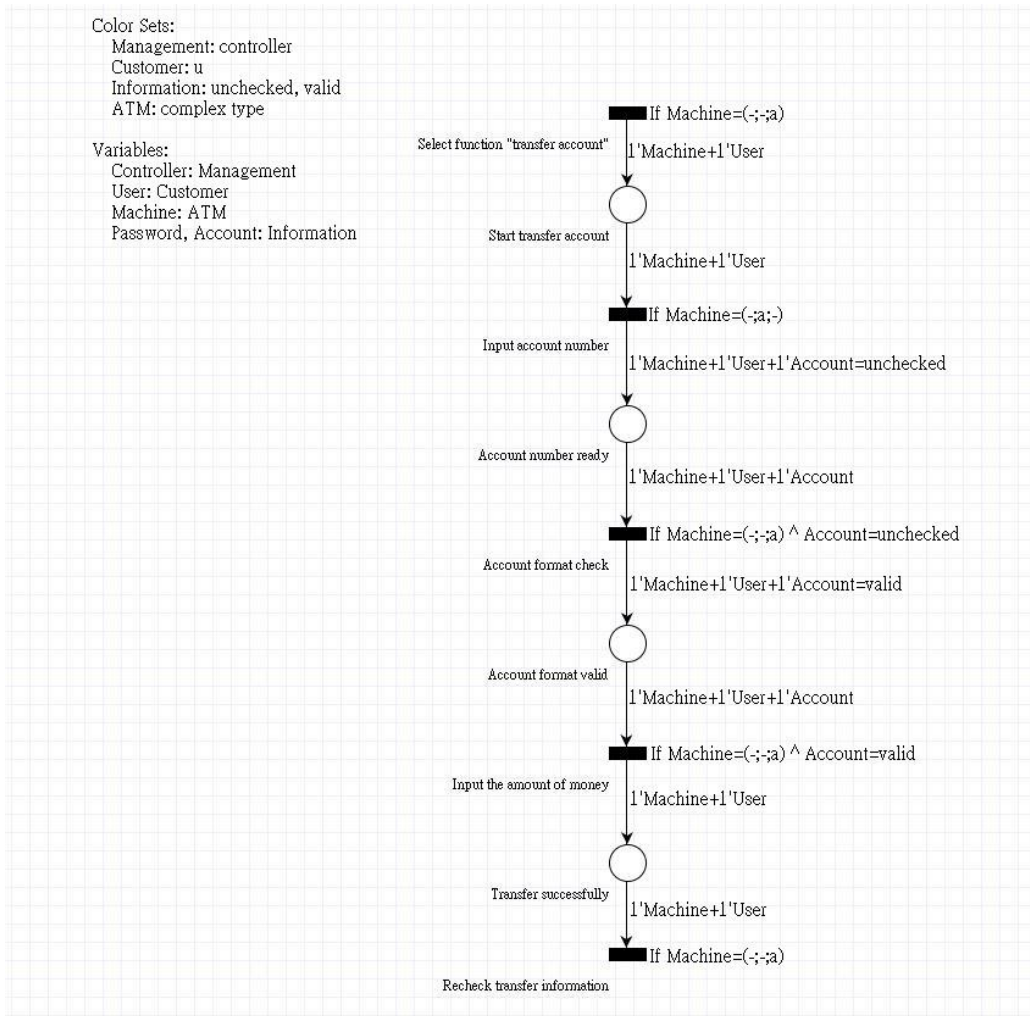 Color Sets:
Management: controller
Customer: u
Information: unchecked, valid
ATM: complex type
Variables:
Controller: Management
User: Customer
Machine: ATM
Password, Account: Information
If Machine=(-;-;a)
Select function "transfer account"
1'Machine+1'User
Start transfer account
1'Machine+1'User
If Machine=(-;a;-)
Input account number
1'Machine+1'User+1'Account=unchecked
Account number ready
1'Machine+1'User+1'Account
If Machine=(-;-;a) ^ Account=unchecked
Account format check
1'Machine+1'User+1'Account=valid
Account format valid
1'Machine+1'User+1'Account
If Machine=(-;-;a) ^ Account=valid
Input the amount of money
1'Machine+1'User
Transfer successfully
1'Machine+1'User
If Machine=(-;-;a)
Recheck transfer information